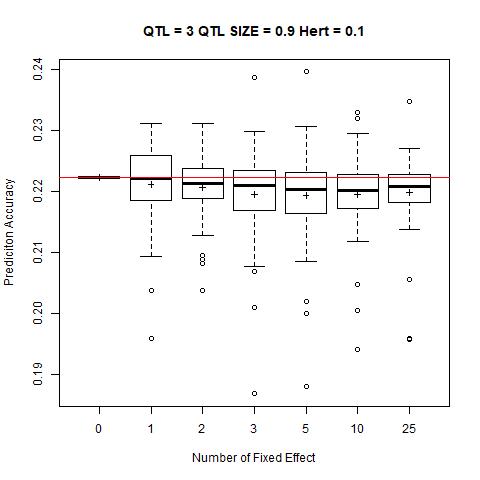 QTL = 3 QTL SIZE = 0.9 Hert = 0.1
0.24
0.23
0.22
0.21
0.20
0.19
Prediciton Accuracy
0 1 2 3 5 10 25
Number of Fixed Effect